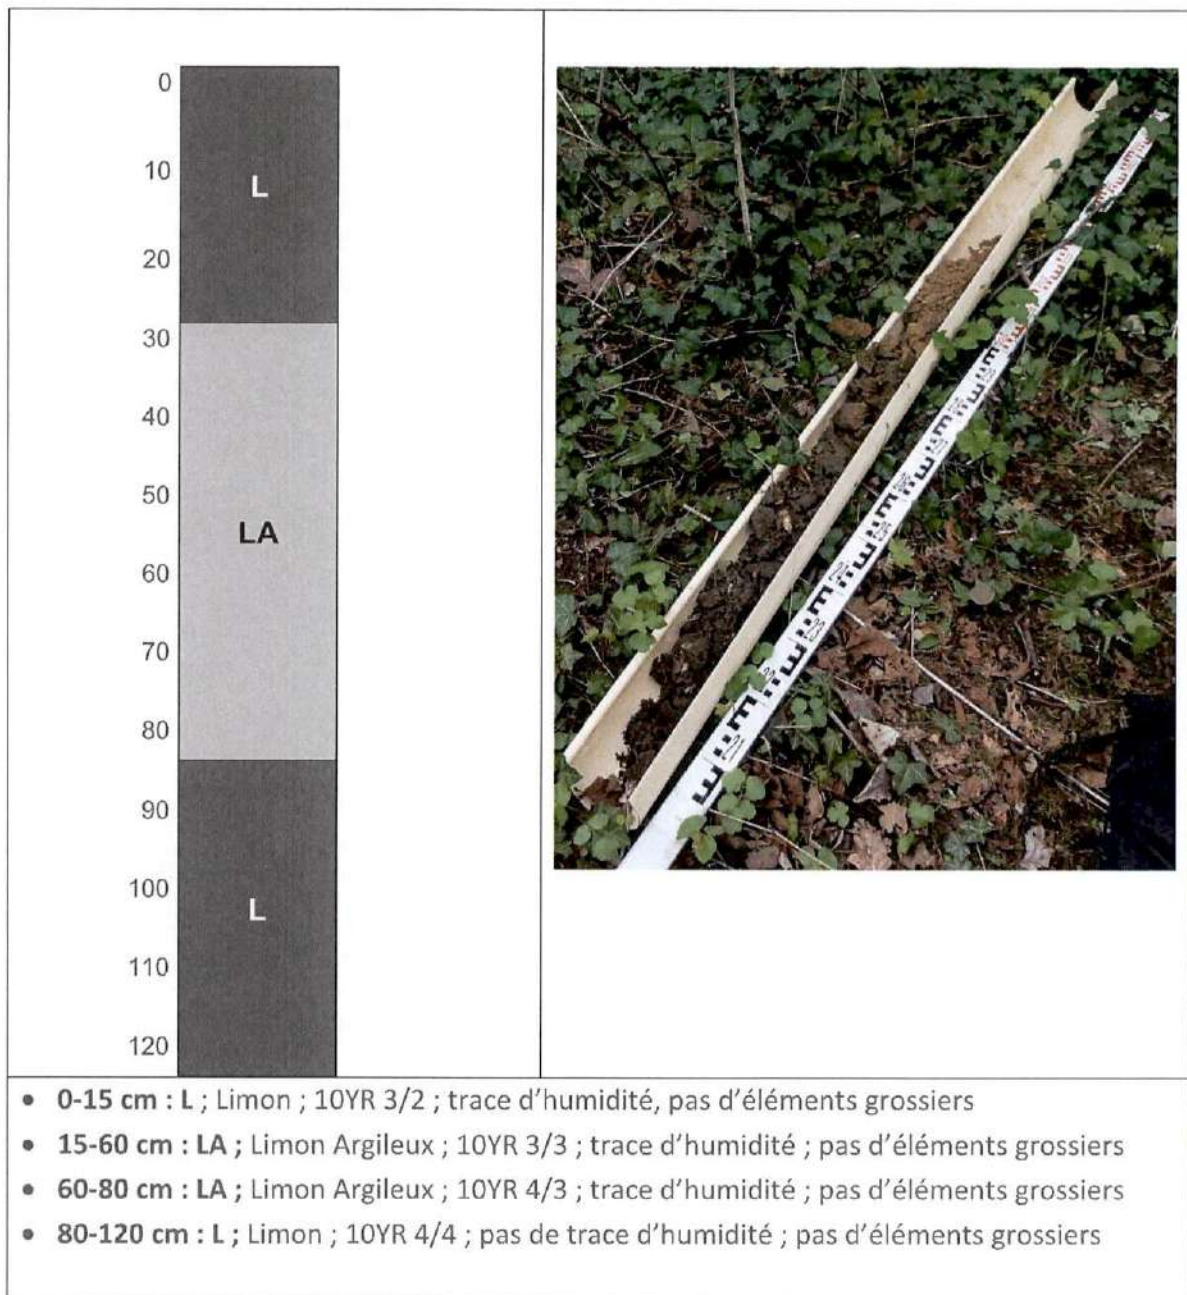 0
10
L
20
30
40
50
LA
60
70
80
90
100
L
110
120
• 0-15 cm : L ; Limon ; 10YR 3/2 ; trace d'humidité, pas d'éléments grossiers
• 15-60 cm : LA ; Limon Argileux ; 10YR 3/3 ; trace d'humidité ; pas d'éléments grossiers
• 60-80 cm : LA ; Limon Argileux ; 10YR 4/3 ; trace d'humidité ; pas d'éléments grossiers
• 80-120 cm : L ; Limon ; 10YR 4/4 ; pas de trace d'humidité ; pas d'éléments grossiers